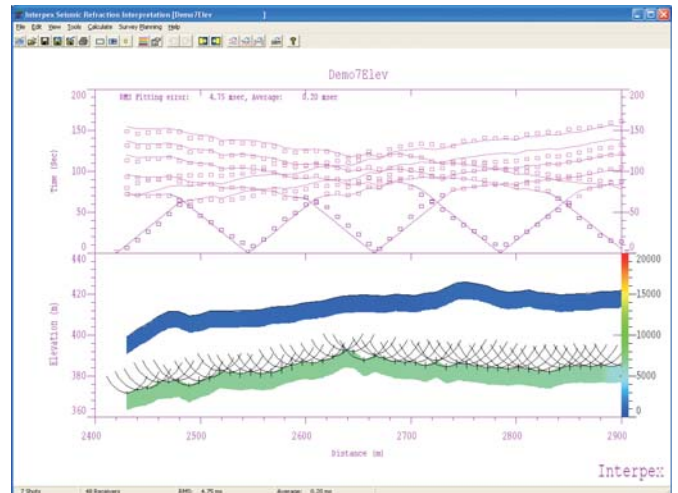 Interpex Seismic Refraction Interpretation [Demo7Elev ]
File Edit View Tools Calculate Survey Planning Help
Demo7Elev
RMS Fitting error: 4.75 msec, Average: 0.20 msec
200
150
100
50
0
Time (Sec)
200
150
100
50
0
440
420
400
380
360
Elevation (m)
20000
15000
10000
5000
0
2400 2500 2600 2700 2800 2900
Distance (m)
Interpex
7 Shots 48 Receivers RMS: 4.75 ms Average: 0.20 ms